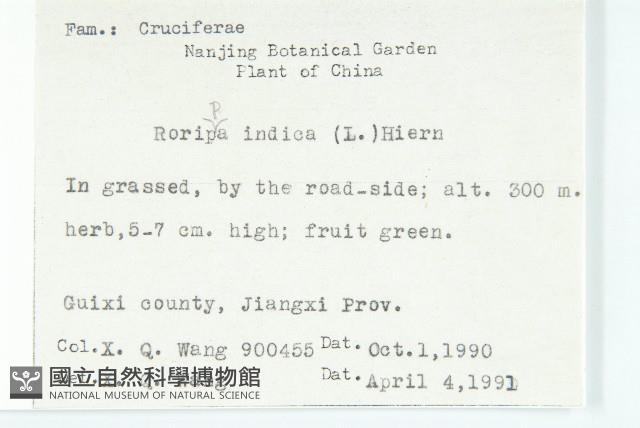 Fam.: Cruciferae
Nanjing Botanical Garden
Plant of China
p
Roripa indica (L.)Hiern
In grassed, by the road-side; alt. 300 m.
herb,5-7 cm. high; fruit green.
Guixi county, Jiangxi Prov.
Col.X. Q. Wang 900455 Dat. Oct.1,1990
Dat. April 4,1991
國立自然科學博物館
NATIONAL MUSEUM OF NATURAL SCIENCE